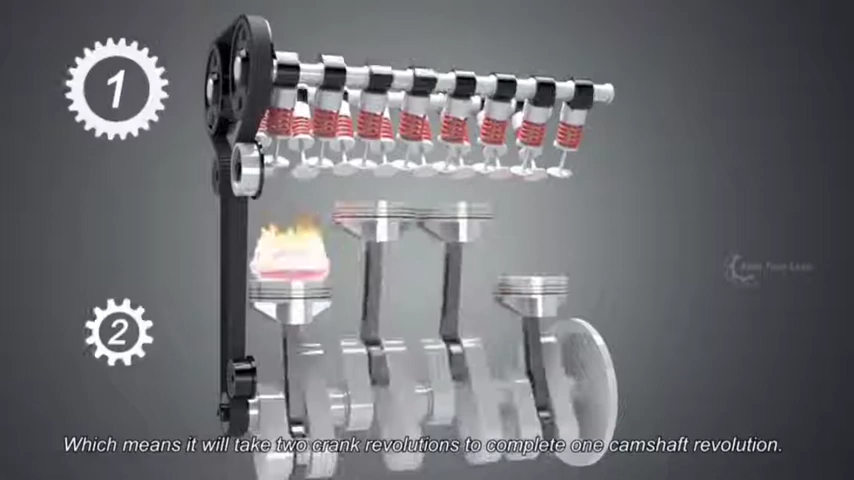 1
2
Which means it will take two crank revolutions to complete one camshaft revolution.